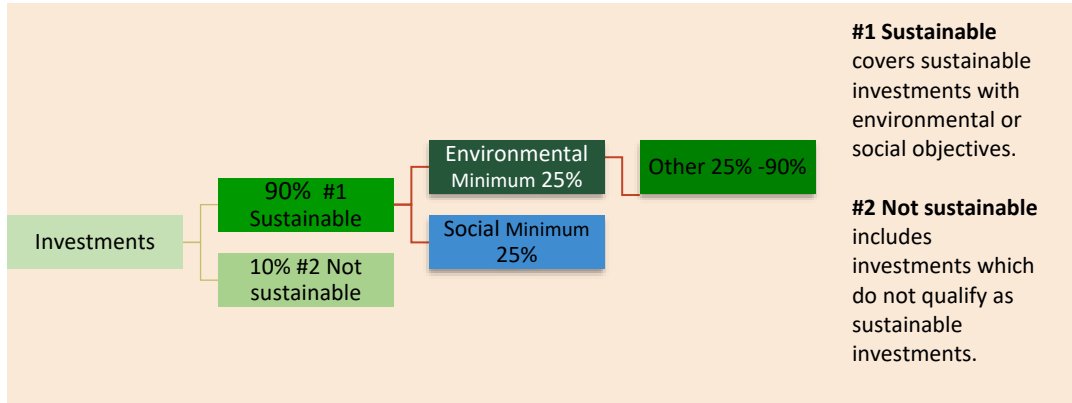 Investments
90% #1
Sustainable
10% #2 Not
sustainable
Environmental
Minimum 25%
Social Minimum
25%
Other 25% -90%
#1 Sustainable
covers sustainable
investments with
environmental or
social objectives.
#2 Not sustainable
includes
investments which
do not qualify as
sustainable
investments.